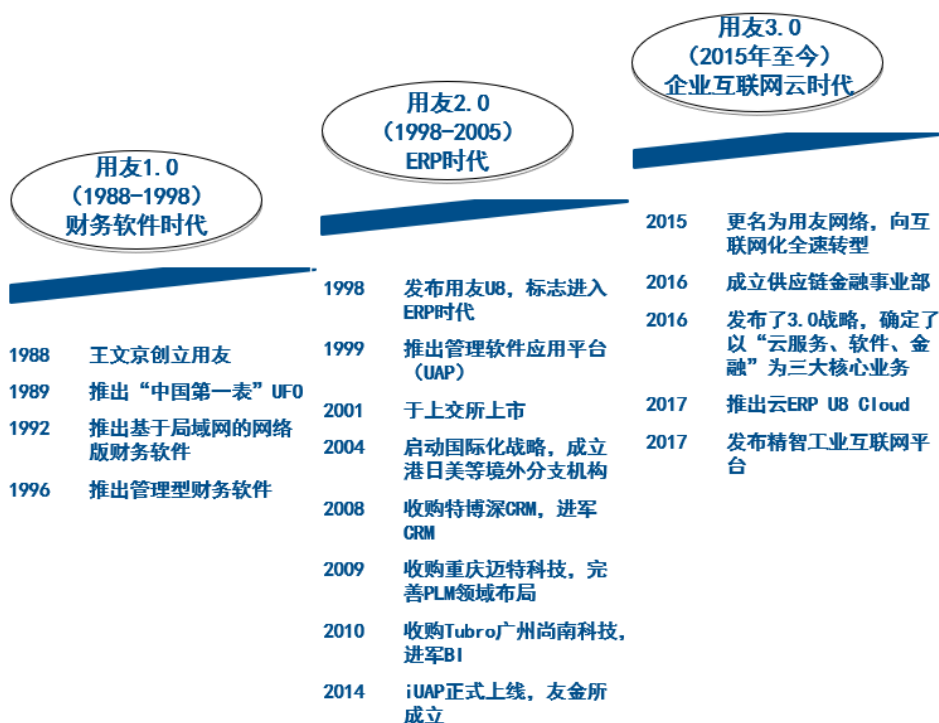 用友1.0
(1988-1998)
财务软件时代
1988 王文京创立用友
1989 推出“中国第一表”UFO
1992 推出基于局域网的网络
版财务软件
1996 推出管理型财务软件
用友2.0
(1998-2005)
ERP时代
1998 发布用友U8，标志进入
ERP时代
1999 推出管理软件应用平台
（UAP）
2001 于上交所上市
2004 启动国际化战略，成立
港日美等境外分支机构
2008 收购特博深CRM，进军
CRM
2009 收购重庆迈特科技，完
善PLM领域布局
2010 收购Tubro广州尚南科技，
进军BI
2014 iUAP正式上线，友金所
成立
用友3.0
（2015年至今）
企业互联网云时代
2015 更名为用友网络，向互
联网化全速转型
2016 成立供应链金融事业部
2016 发布了3.0战略，确定了
以“云服务、软件、金
融”为三大核心业务
2017 推出云ERP U8 Cloud
2017 发布精智工业互联网平
台